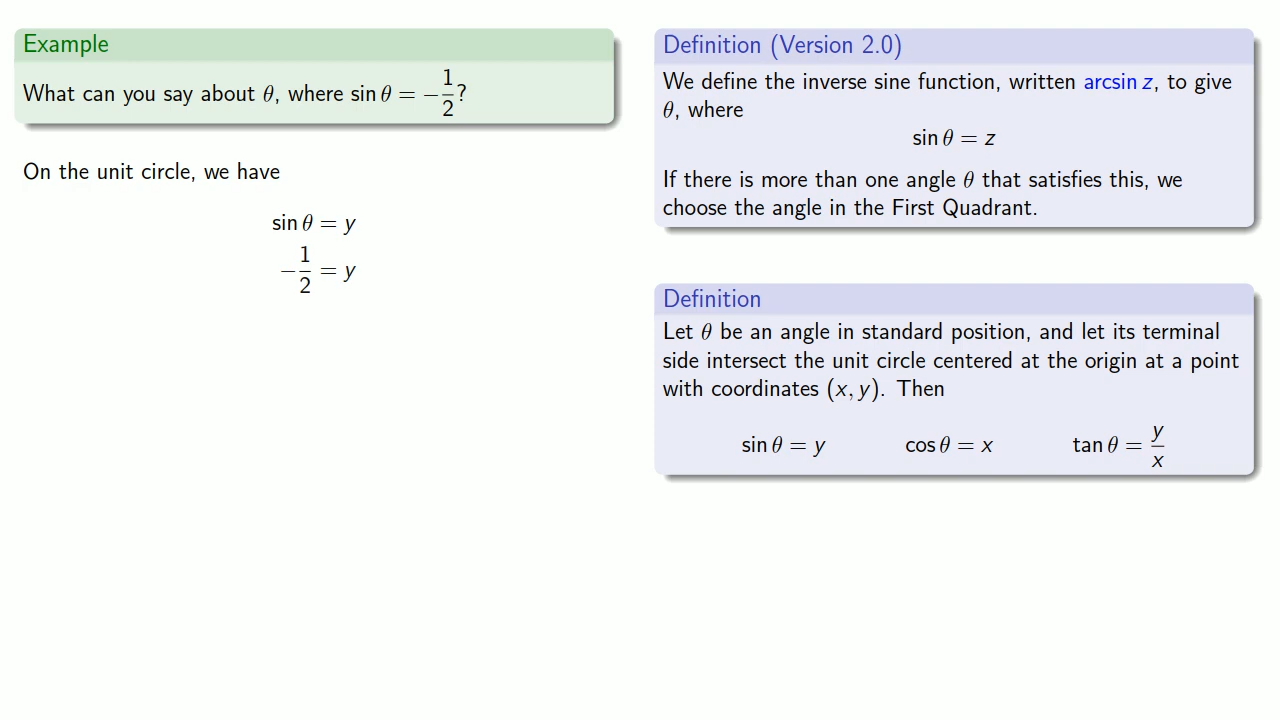 Example
What can you say about θ, where sin θ = −1/2?
On the unit circle, we have
sin θ = y
−1/2 = y
Definition (Version 2.0)
We define the inverse sine function, written arcsin z, to give
θ, where
sin θ = z
If there is more than one angle θ that satisfies this, we
choose the angle in the First Quadrant.
Definition
Let θ be an angle in standard position, and let its terminal
side intersect the unit circle centered at the origin at a point
with coordinates (x, y). Then
sin θ = y cos θ = x tan θ = y/x